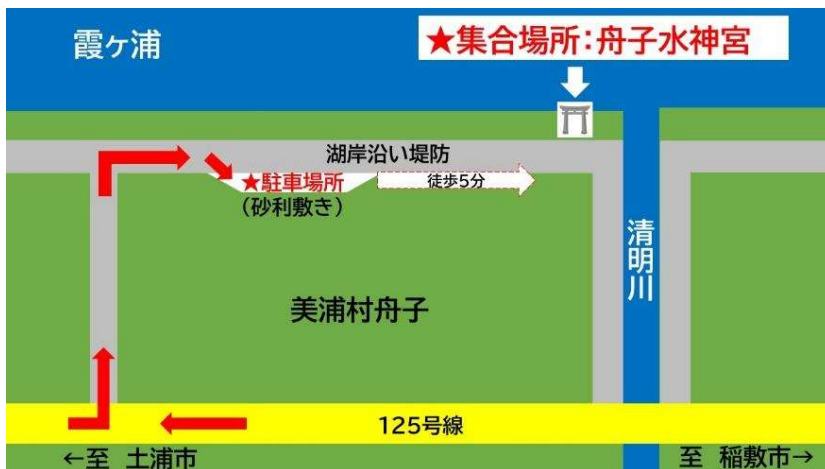 霞ヶ浦
★集合場所：舟子水神宮
湖岸沿い堤防
★駐車場所
（砂利敷き）
徒歩5分
清明川
美浦村舟子
125号線
←至 土浦市
至 稲敷市→